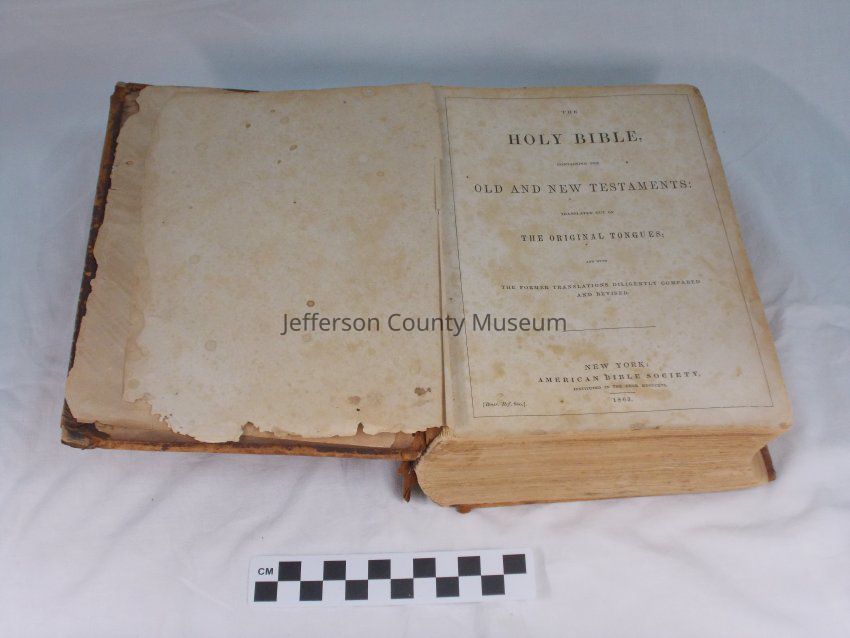 THE
HOLY BIBLE,
CONTAINING THE
OLD AND NEW TESTAMENTS:
TRANSLATED OUT OF
THE ORIGINAL TONGUES;
AND WITH
THE FORMER TRANSLATIONS DILIGENTLY COMPARED
AND REVISED.
Jefferson County Museum
NEW YORK:
AMERICAN BIBLE SOCIETY,
INSTITUTED IN THE YEAR MDCCCXVI.
1862.
CM